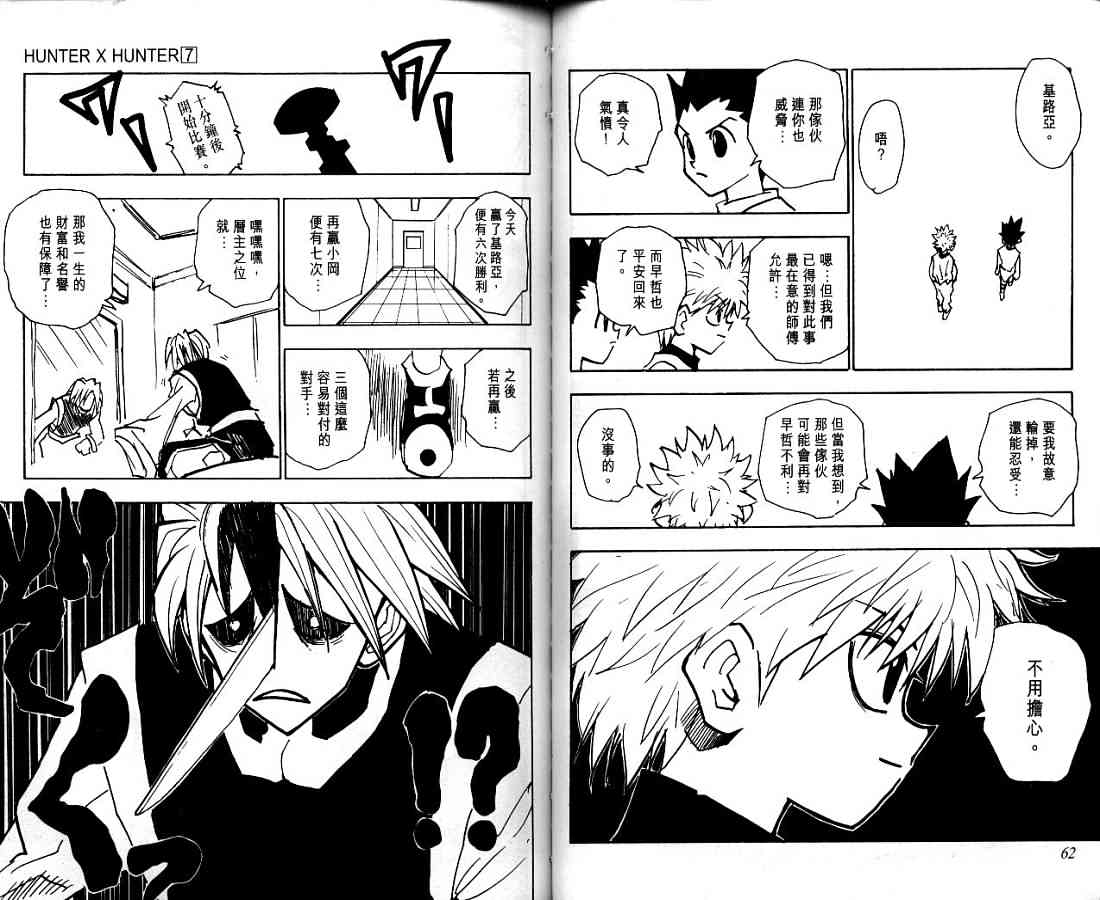 基路亞。
唔?
那傢伙
連你也
威脅…
真令人
氣憤!
嗯…但我們
已得到對此事
最在意的師傅
允許…
而早哲也
平安回來
了。
要我故意
輸掉,
還能忍受…
但當我想到,
那些傢伙
可能會再對
早哲不利…
沒事的。
不用擔心。
62
HUNTER X HUNTER 7
十分鐘後
開始比賽。
今天
贏了基路亞,
便有六次勝利。
再贏小岡
便有七次…
之後
若再贏…
三個這麼
容易對付的
對手…
嘿嘿嘿,
層主之位
就…
那我一生的
財富和名譽
也有保障了…